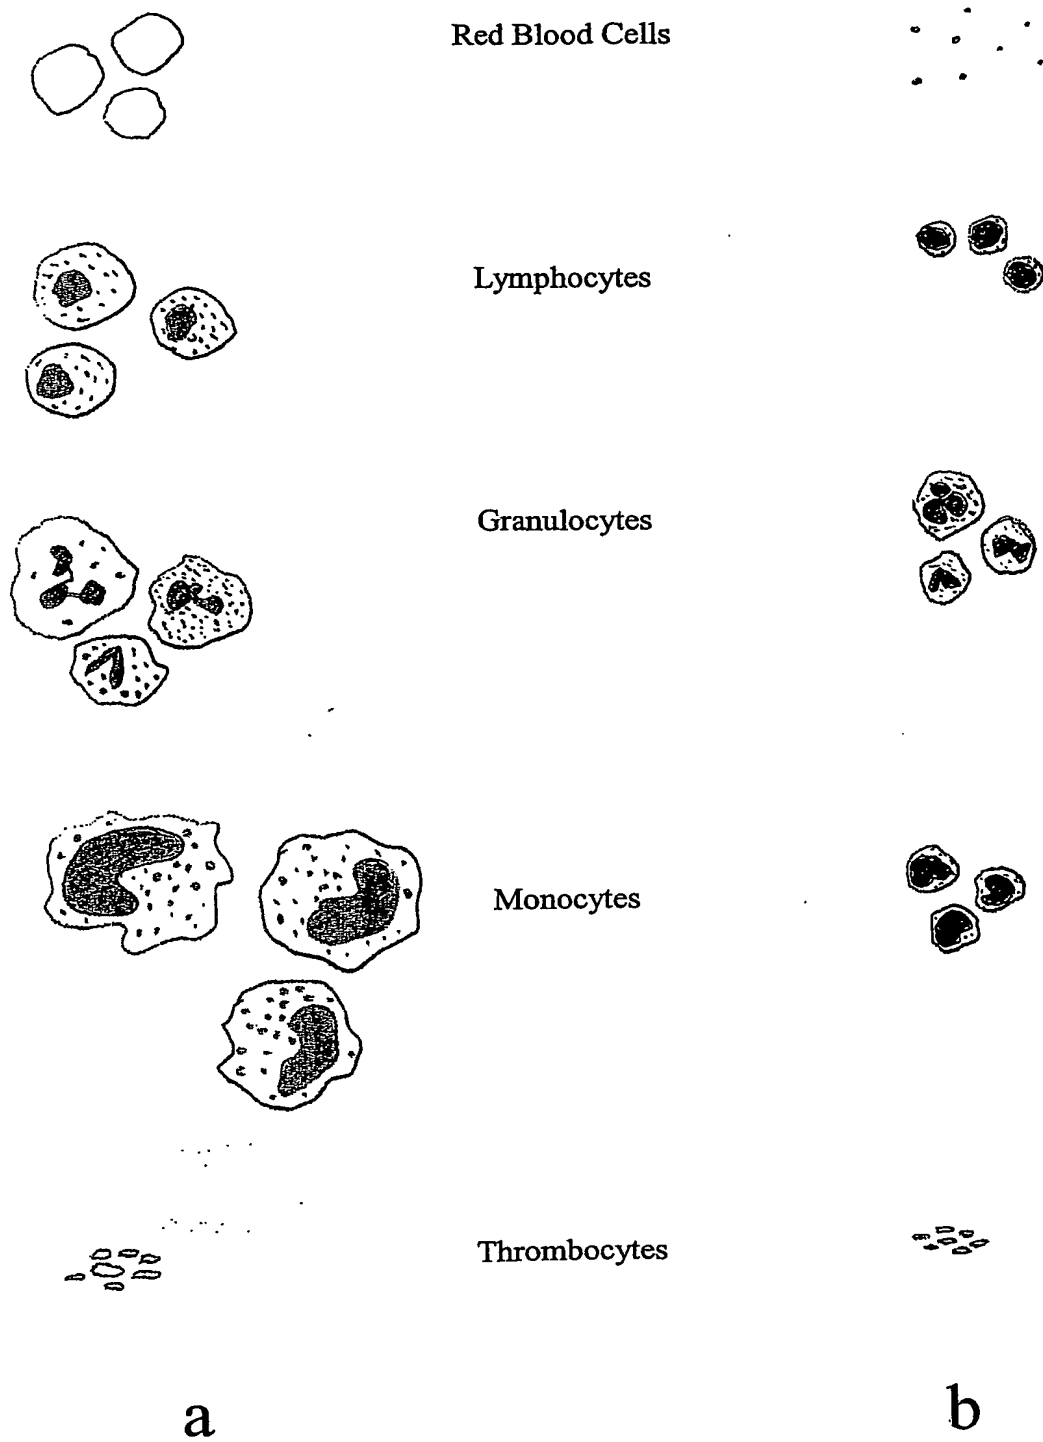 Red Blood Cells
Lymphocytes
Granulocytes
Monocytes
Thrombocytes
a
b